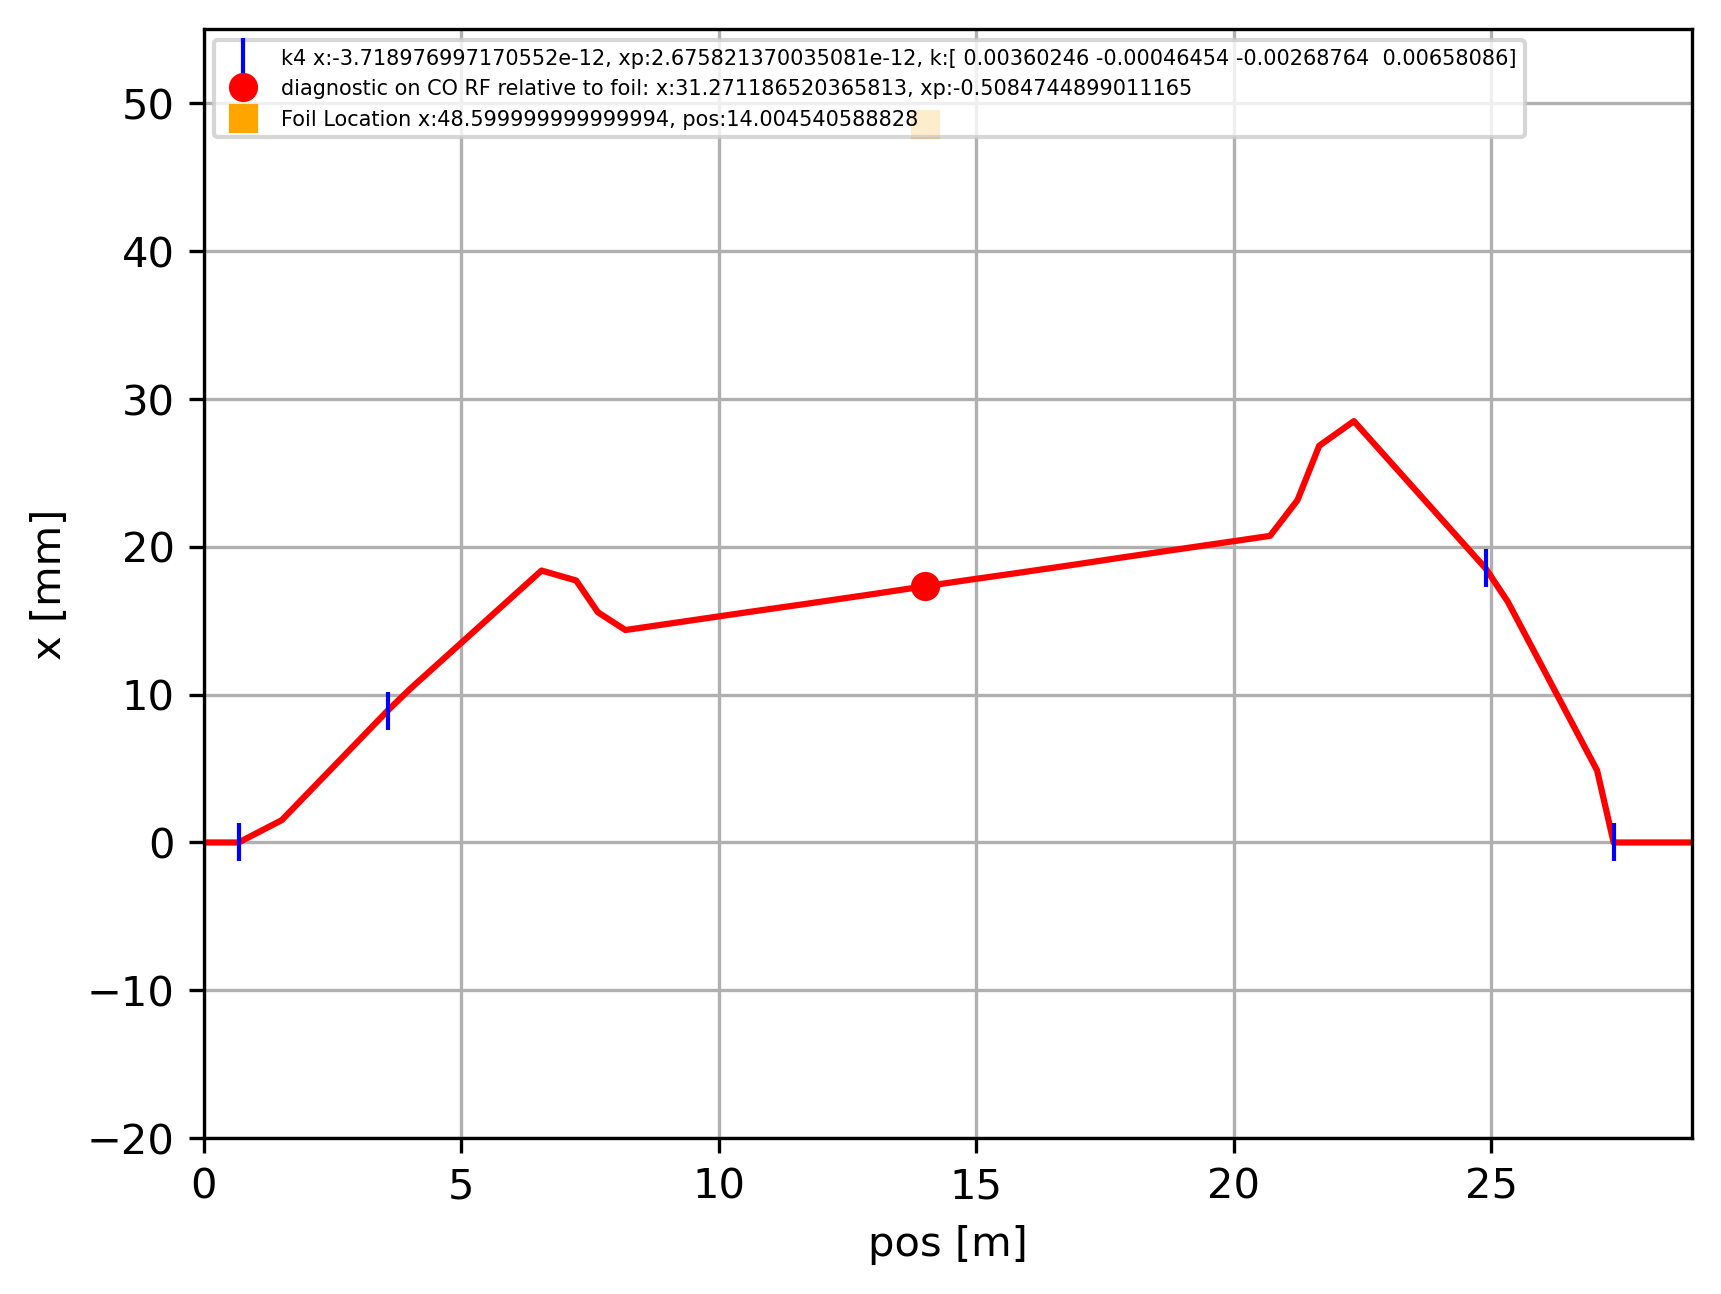 k4 x:-3.718976997170552e-12, xp:2.675821370035081e-12, k:[ 0.00360246 -0.00046454 -0.00268764  0.00658086]
diagnostic on CO RF relative to foil: x:31.271186520365813, xp:-0.5084744899011165
Foil Location x:48.599999999999994, pos:14.004540588828
50
40
30
20
10
0
−10
−20
x [mm]
0 5 10 15 20 25
pos [m]